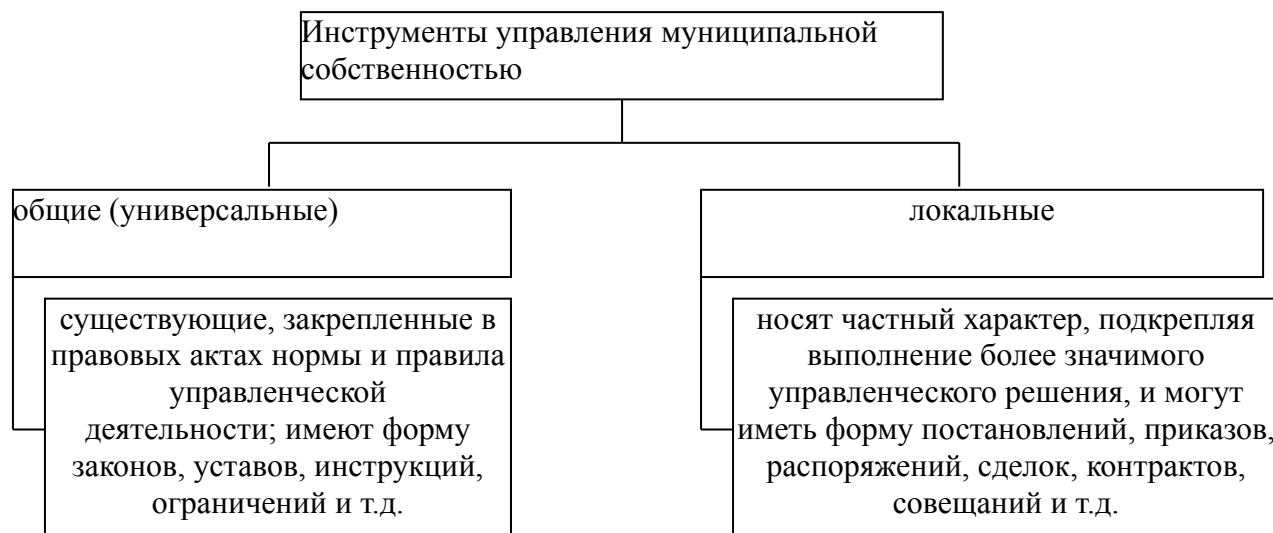 Инструменты управления муниципальной
собственностью
общие (универсальные)
локальные
существующие, закрепленные в
правовых актах нормы и правила
управленческой
деятельности; имеют форму
законов, уставов, инструкций,
ограничений и т.д.
носят частный характер, подкрепляя
выполнение более значимого
управленческого решения, и могут
иметь форму постановлений, приказов,
распоряжений, сделок, контрактов,
совещаний и т.д.